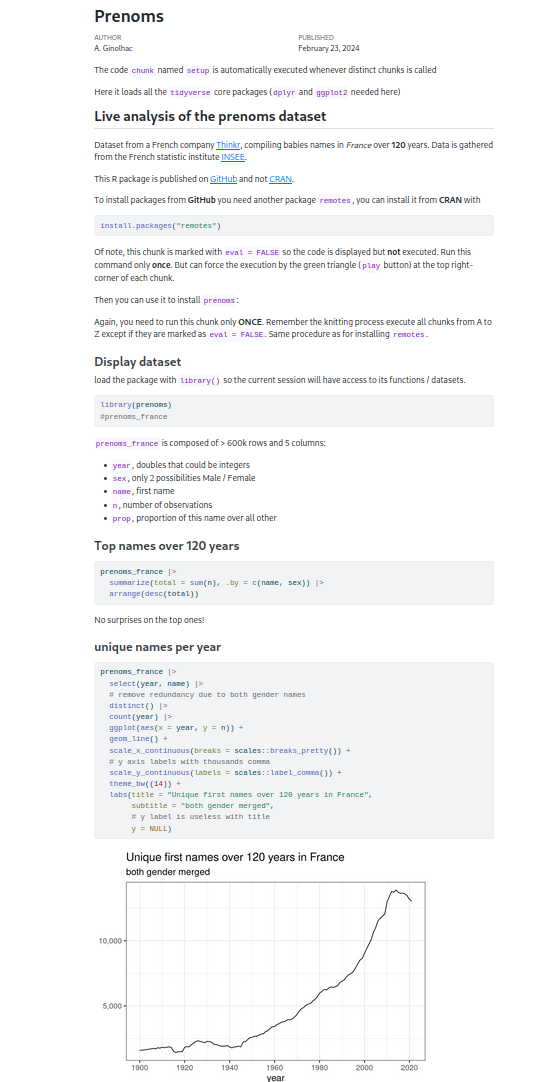 Prenoms
AUTHOR PUBLISHED
A. Ginolhac February 23, 2024
The code chunk named setup is automatically executed whenever distinct chunks is called
Here it loads all the tidyverse core packages (dplyr and ggplot2 needed here)
Live analysis of the prenoms dataset
Dataset from a French company Thinkr, compiling babies names in France over 120 years. Data is gathered
from the French statistic institute INSEE.
This R package is published on GitHub and not CRAN.
To install packages from GitHub you need another package remotes, you can install it from CRAN with
install.packages("remotes")
Of note, this chunk is marked with eval = FALSE so the code is displayed but not executed. Run this
command only once. But can force the execution by the green triangle (play button) at the top right-
corner of each chunk.
Then you can use it to install prenoms:
Again, you need to run this chunk only ONCE. Remember the knitting process execute all chunks from A to
Z except if they are marked as eval = FALSE. Same procedure as for installing remotes.
Display dataset
load the package with library() so the current session will have access to its functions / datasets.
library(prenoms)
#prenoms_france
prenoms_france is composed of > 600k rows and 5 columns:
• year, doubles that could be integers
• sex, only 2 possibilities Male / Female
• name, first name
• n, number of observations
• prop, proportion of this name over all other
Top names over 120 years
prenoms_france |>
summarize(total = sum(n), .by = c(name, sex)) |>
arrange(desc(total))
No surprises on the top ones!
unique names per year
prenoms_france |>
select(year, name) |>
# remove redundancy due to both gender names
distinct() |>
count(year) |>
ggplot(aes(x = year, y = n)) +
geom_line() +
scale_x_continuous(breaks = scales::breaks_pretty()) +
# y axis labels with thousands comma
scale_y_continuous(labels = scales::label_comma()) +
theme_bw((14)) +
labs(title = "Unique first names over 120 years in France",
subtitle = "both gender merged",
# y label is useless with title
y = NULL)
Unique first names over 120 years in France
both gender merged
10,000
5,000
1900 1920 1940 1960 1980 2000 2020
year